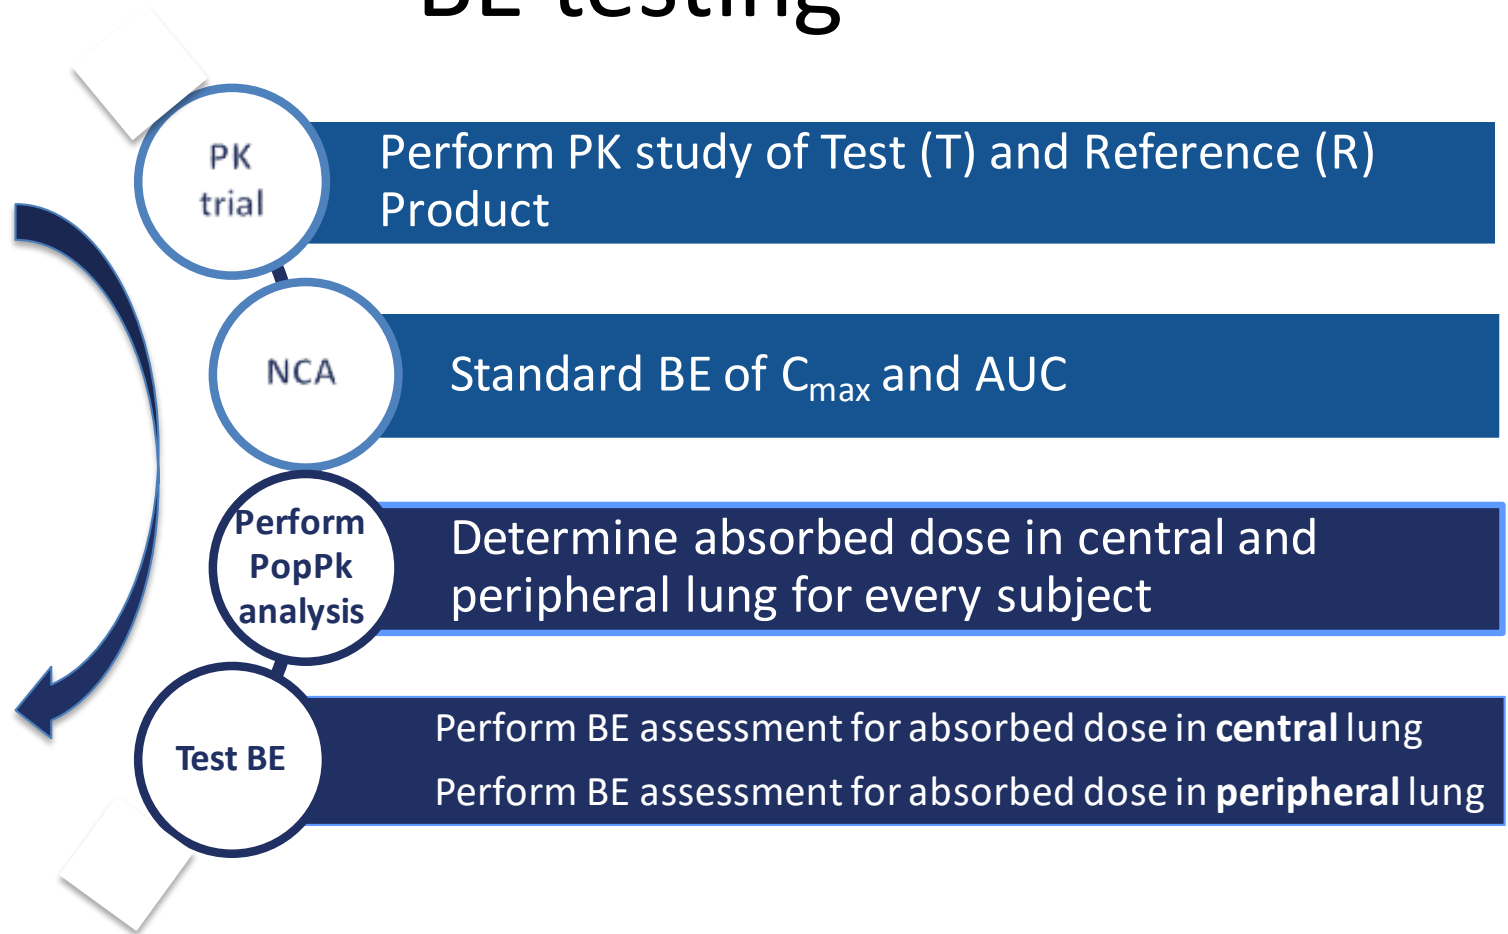 BE testing
PK
trial
Perform PK study of Test (T) and Reference (R)
Product
NCA
Standard BE of Cmax and AUC
Perform
PopPk
analysis
Determine absorbed dose in central and
peripheral lung for every subject
Test BE
Perform BE assessment for absorbed dose in central lung
Perform BE assessment for absorbed dose in peripheral lung